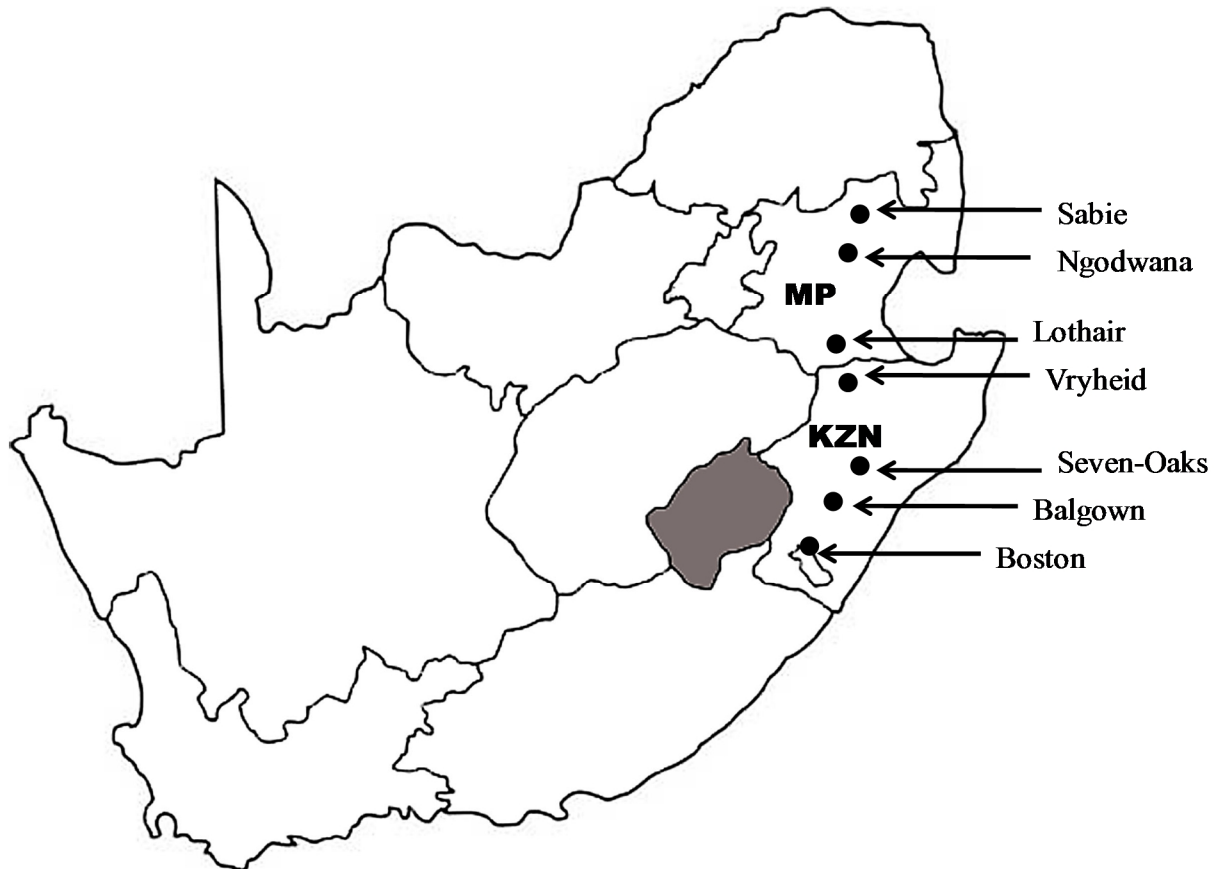 Sabie
Ngodwana
MP
Lothair
Vryheid
KZN
Seven-Oaks
Balgown
Boston